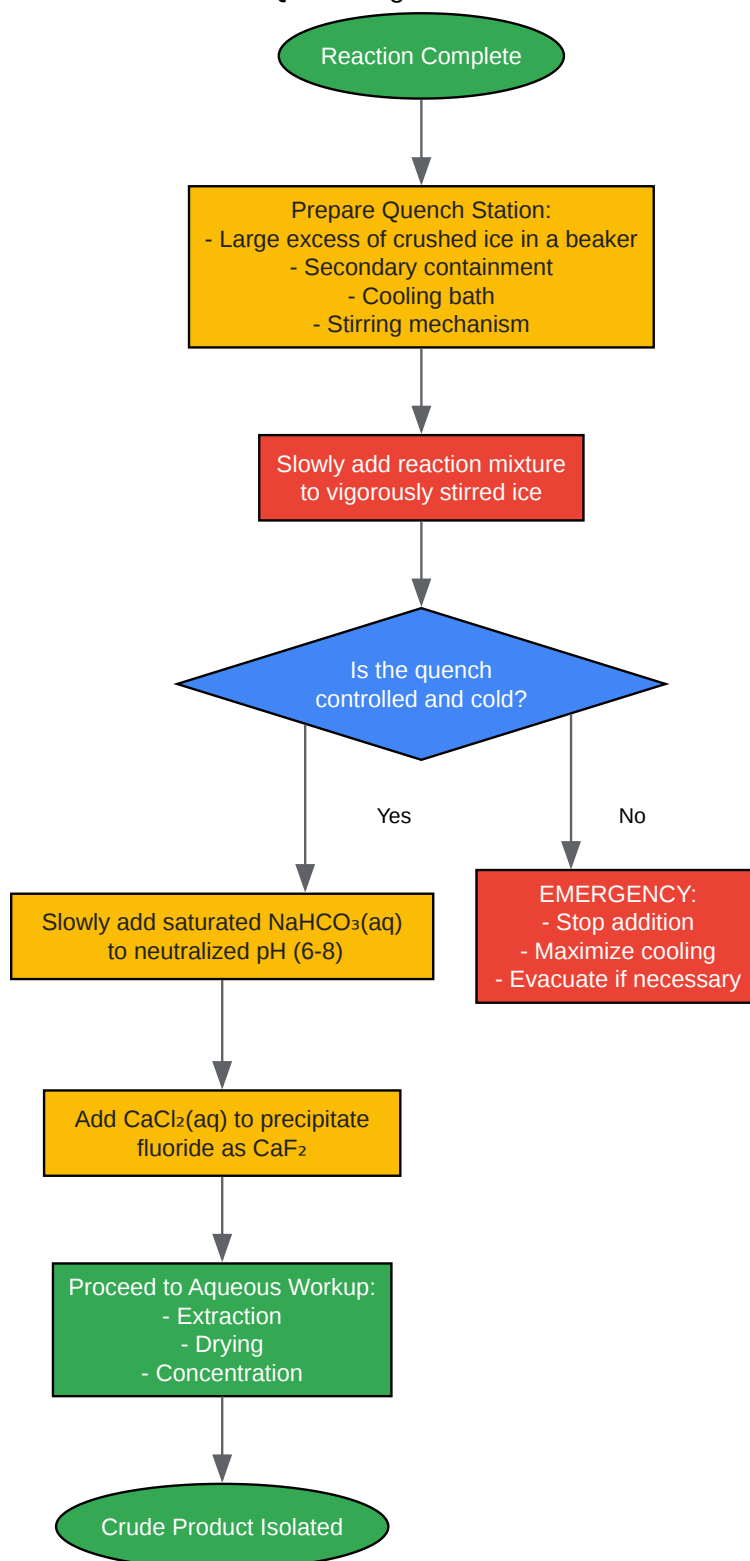 Reaction Complete
Prepare Quench Station:
- Large excess of crushed ice in a beaker
- Secondary containment
- Cooling bath
- Stirring mechanism
Slowly add reaction mixture
to vigorously stirred ice
Is the quench
controlled and cold?
Yes
No
Slowly add saturated NaHCO₃(aq)
to neutralized pH (6-8)
EMERGENCY:
- Stop addition
- Maximize cooling
- Evacuate if necessary
Add CaCl₂(aq) to precipitate
fluoride as CaF₂
Proceed to Aqueous Workup:
- Extraction
- Drying
- Concentration
Crude Product Isolated